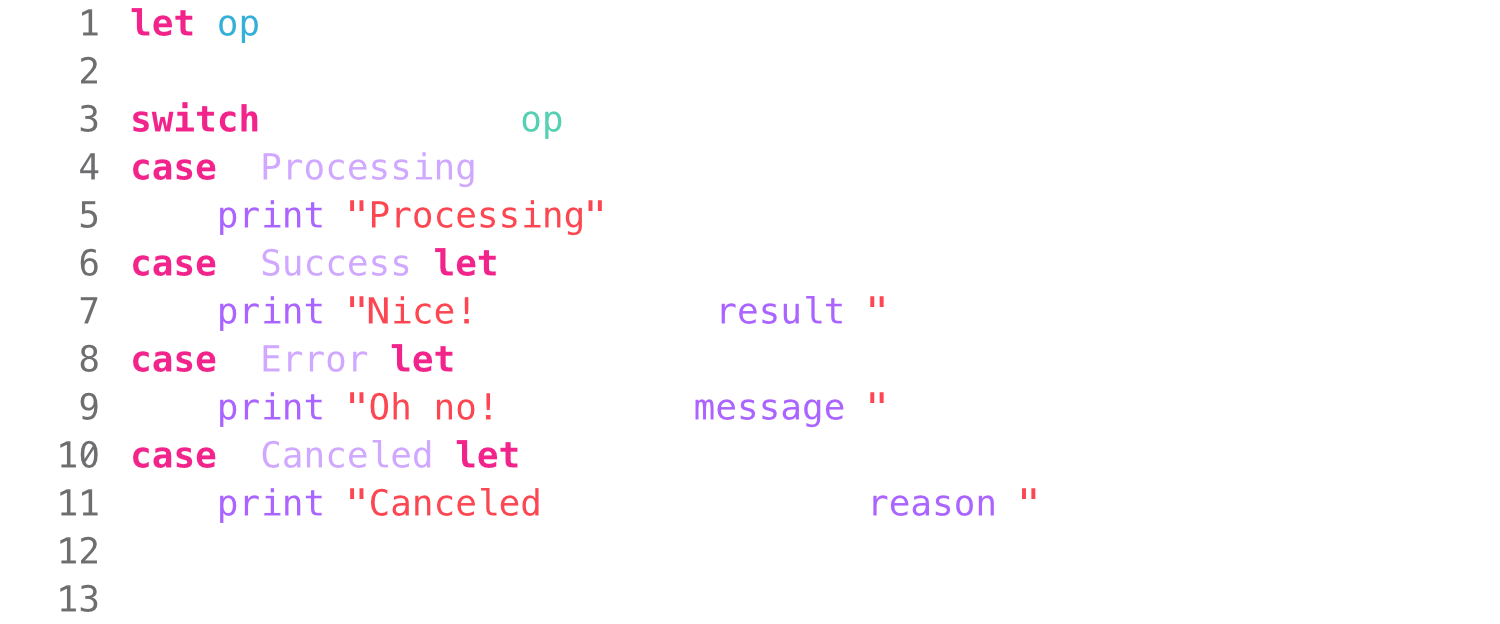 1 let op
2
3 switch op
4 case Processing
5 print "Processing"
6 case Success let
7 print "Nice! result "
8 case Error let
9 print "Oh no! message "
10 case Canceled let
11 print "Canceled reason "
12
13